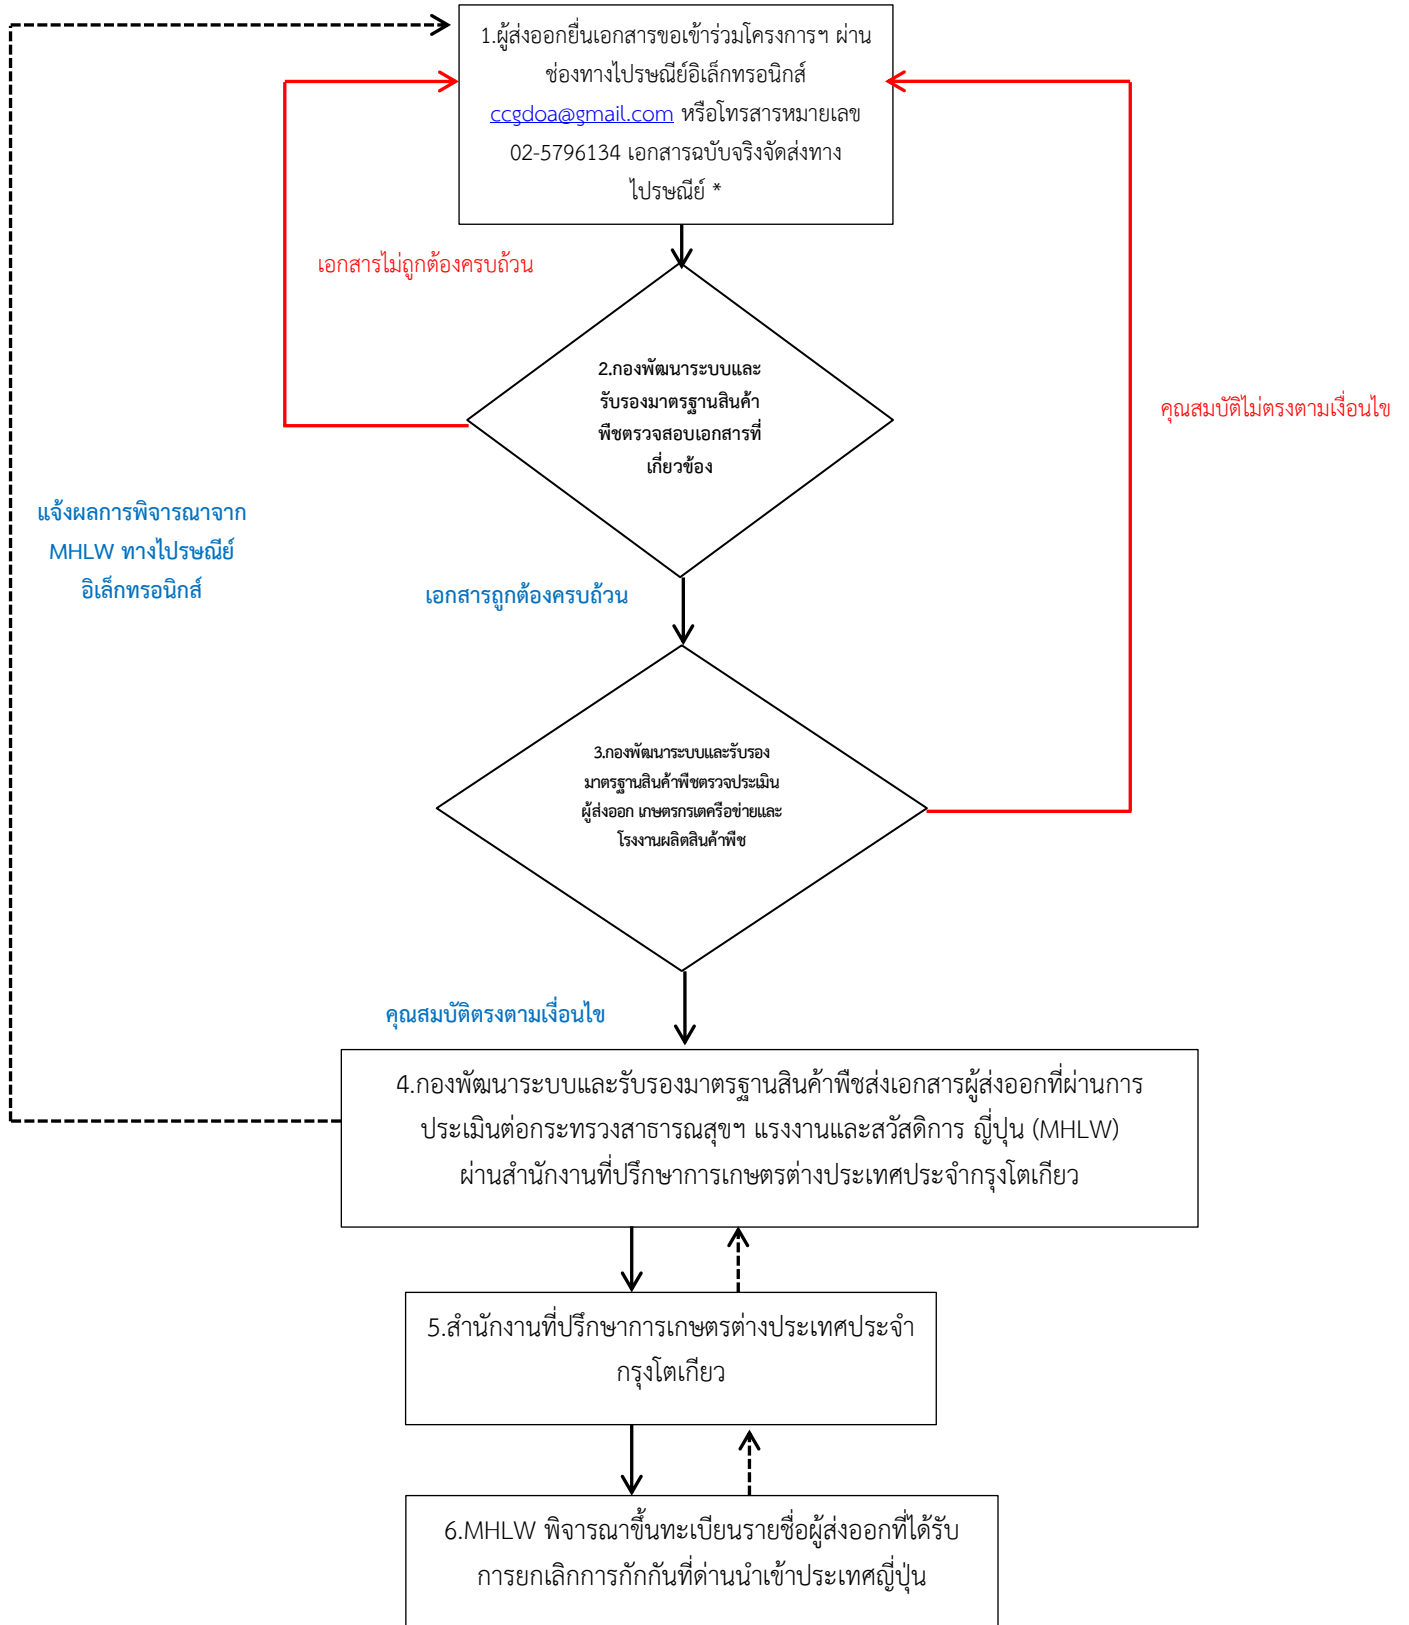 1.ผู้ส่งออกยื่นเอกสารขอเข้าร่วมโครงการฯ ผ่าน
ช่องทางไปรษณีย์อิเล็กทรอนิกส์
ccgdoa@gmail.com หรือโทรสารหมายเลข
02-5796134 เอกสารฉบับจริงจัดส่งทาง
ไปรษณีย์ *
เอกสารไม่ถูกต้องครบถ้วน
2.กองพัฒนาระบบและ
รับรองมาตรฐานสินค้า
พืชตรวจสอบเอกสารที่
เกี่ยวข้อง
คุณสมบัติไม่ตรงตามเงื่อนไข
แจ้งผลการพิจารณาจาก
MHLW ทางไปรษณีย์
อิเล็กทรอนิกส์
เอกสารถูกต้องครบถ้วน
3.กองพัฒนาระบบและรับรอง
มาตรฐานสินค้าพืชตรวจประเมิน
ผู้ส่งออก เกษตรกรเตครือข่ายและ
โรงงานผลิตสินค้าพืช
คุณสมบัติตรงตามเงื่อนไข
4.กองพัฒนาระบบและรับรองมาตรฐานสินค้าพืชส่งเอกสารผู้ส่งออกที่ผ่านการ
ประเมินต่อกระทรวงสาธารณสุขฯ แรงงานและสวัสดิการ ญี่ปุ่น (MHLW)
ผ่านสำนักงานที่ปรึกษาการเกษตรต่างประเทศประจำกรุงโตเกียว
5.สำนักงานที่ปรึกษาการเกษตรต่างประเทศประจำ
กรุงโตเกียว
6.MHLW พิจารณาขึ้นทะเบียนรายชื่อผู้ส่งออกที่ได้รับ
การยกเลิกการกักกันที่ด่านนำเข้าประเทศญี่ปุ่น